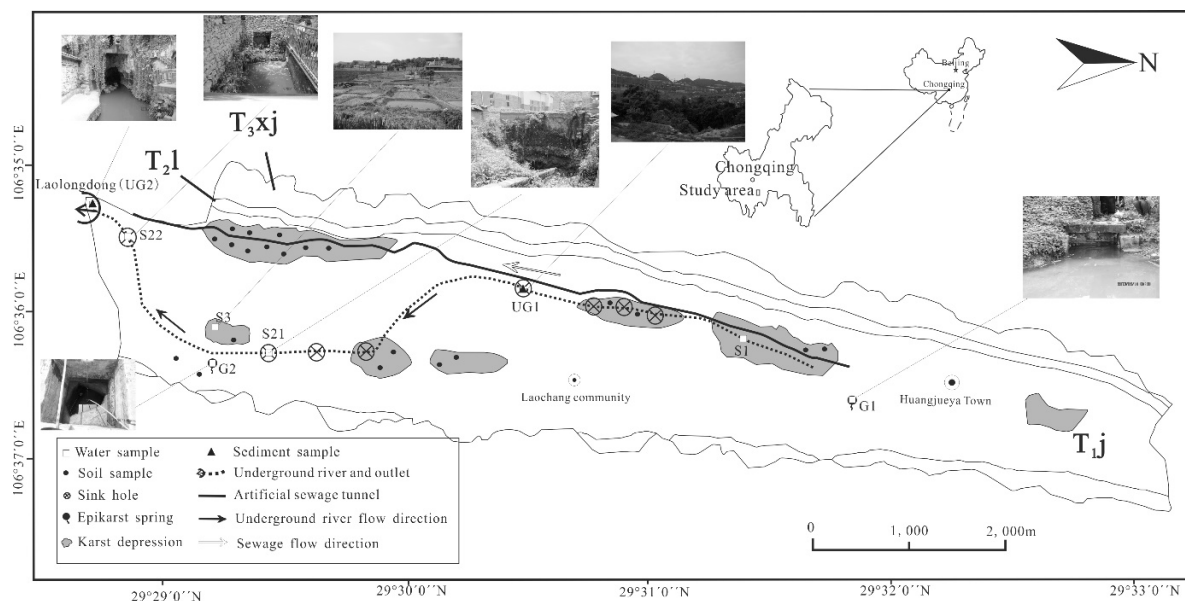 Beijing
Chongqing
N
T₃xj
T₂l
Chongqing
Study area
106°35′0′′E
Laolongdong (UG2)
S22
UG1
106°36′0′′E
S3
S21
S1
G2
Laochang community
G1
Huangjueya Town
T₁j
106°37′0′′E
Water sample
Sediment sample
Soil sample
Underground river and outlet
Sink hole
Artificial sewage tunnel
Epikarst spring
Underground river flow direction
Karst depression
Sewage flow direction
0 1,000 2,000m
29°29′0′′N 29°30′0′′N 29°31′0′′N 29°32′0′′N 29°33′0′′N